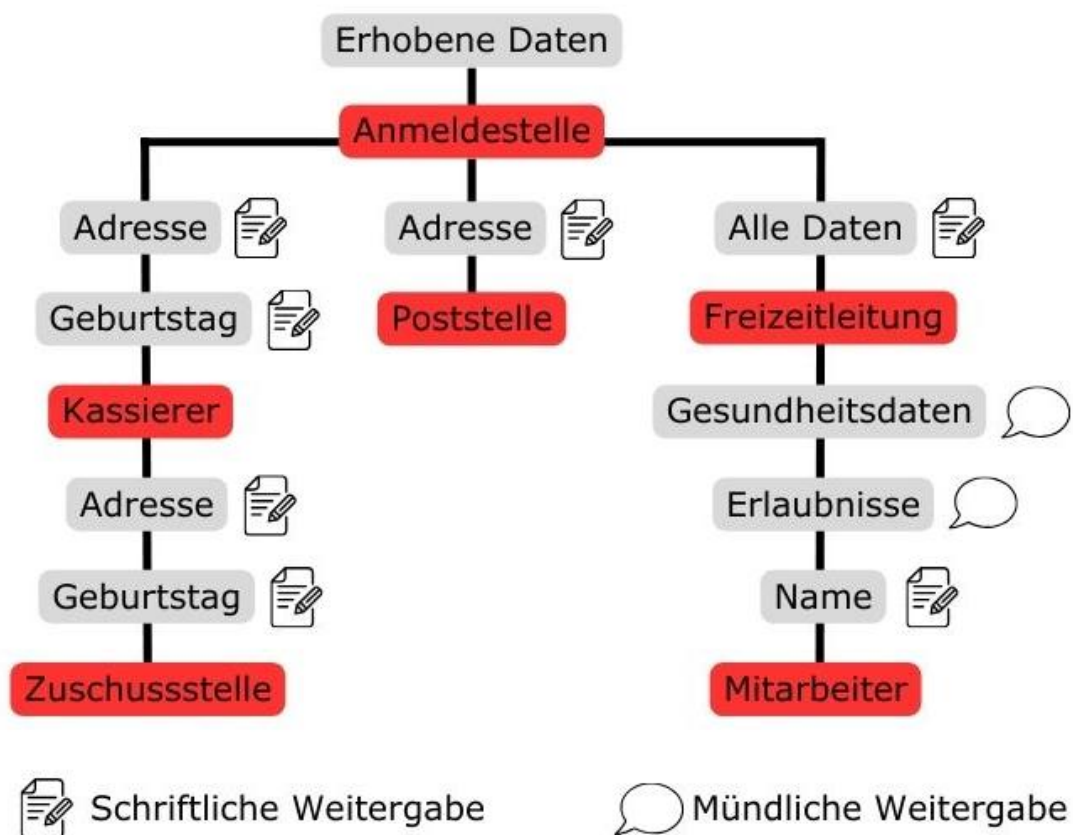 Erhobene Daten
Anmeldestelle
Adresse
Adresse
Alle Daten
Geburtstag
Poststelle
Freizeitleitung
Kassierer
Gesundheitsdaten
Adresse
Erlaubnisse
Geburtstag
Name
Zuschussstelle
Mitarbeiter
Schriftliche Weitergabe
Mündliche Weitergabe